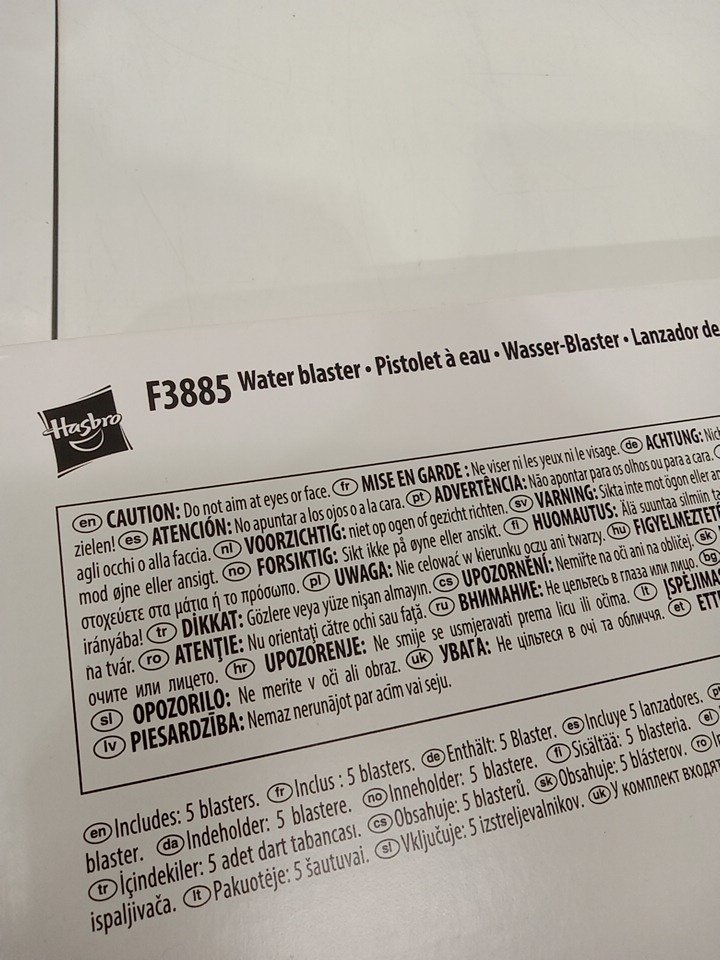 Hasbro
F3885 Water blaster • Pistolet à eau • Wasser-Blaster • Lanzador de
en CAUTION: Do not aim at eyes or face. fr MISE EN GARDE : Ne viser ni les yeux ni le visage. de ACHTUNG:
zielen! es ATENCIÓN: No apuntar a los ojos o a la cara. pt ADVERTÊNCIA: Não apontar para os olhos ou para a cara.
agli occhi o alla faccia. nl VOORZICHTIG: niet op ogen of gezicht richten. sv VARNING: Sikta inte mot ögon eller
mod øjne eller ansigt. no FORSIKTIG: Sikt ikke på øyne eller ansikt. fi HUOMAUTUS: Älä suuntaa silmiin
στοχεύετε στα μάτια ή το πρόσωπο. pl UWAGA: Nie celować w kierunku oczu ani twarzy. hu
irányába! tr DİKKAT: Gözlere veya yüze nişan almayın. cs UPOZORNĚNÍ: Nemiřte na oči ani na obličej. sk
na tvár. ro ATENŢIE: Nu orientaţi către ochi sau faţă. ru ВНИМАНИЕ: Не цельтесь в глаза или лицо. bg
очите или лицето. hr UPOZORENJE: Ne smije se usmjeravati prema licu ili očima. lt
sl OPOZORILO: Ne merite v oči ali obraz. uk УВАГА: Не цільтеся в очі та обличчя. et
lv PIESARDZĪBA: Nemaz nerunājot par acīm vai seju.
en Includes: 5 blasters. fr Inclus : 5 blasters. de Enthält: 5 Blaster. es Incluye 5 lanzadores.
blaster. da Indeholder: 5 blastere. no Inneholder: 5 blastere. fi Sisältää: 5 blasteria. el
tr İçindekiler: 5 adet dart tabancası. cs Obsahuje: 5 blasterů. sk Obsahuje: 5 blásterov. ro
ispaljivača. lt Pakuotėje: 5 šautuvai. sl Vključuje: 5 izstreljevalnikov. uk У комплект входять